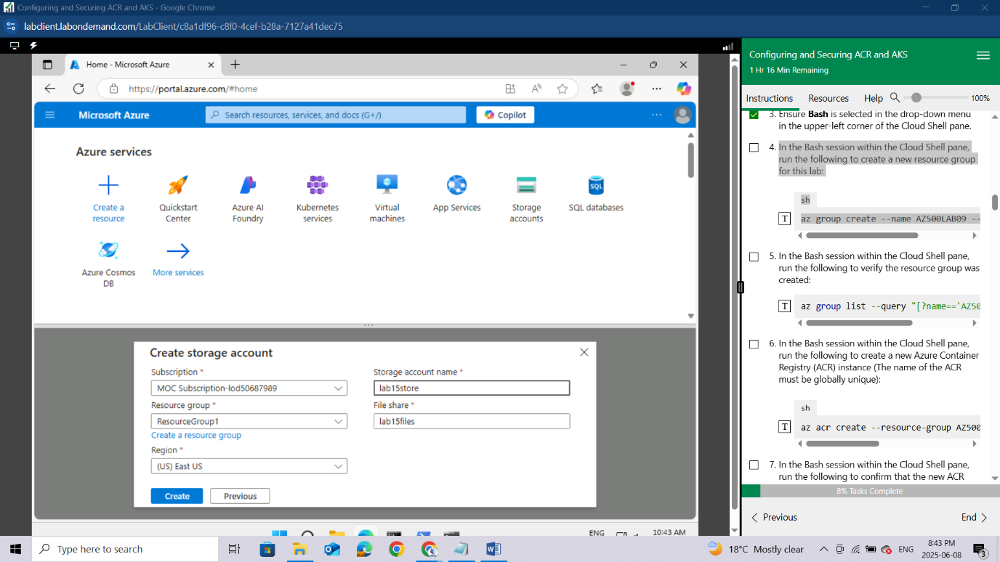 Configuring and Securing ACR and AKS - Google Chrome
labclient.labondemand.com/LabClient/c8a1df96-c8f0-4cef-b28a-7127a41dec75
Home - Microsoft Azure
https://portal.azure.com/#home
Microsoft Azure
Search resources, services, and docs (G+/)
Copilot
Azure services
Create a resource
Quickstart Center
Azure AI Foundry
Kubernetes services
Virtual machines
App Services
Storage accounts
SQL databases
Azure Cosmos DB
More services
Create storage account
Subscription *
MOC Subscription-lod50687989
Resource group *
ResourceGroup1
Create a resource group
Region *
(US) East US
Storage account name *
lab15store
File share *
lab15files
Create
Previous
ENG
10:43 AM
Configuring and Securing ACR and AKS
1 Hr 16 Min Remaining
Instructions
Resources
Help
100%
3. Ensure Bash is selected in the drop-down menu
in the upper-left corner of the Cloud Shell pane.
4. In the Bash session within the Cloud Shell pane,
run the following to create a new resource group
for this lab:
sh
T
az group create --name AZ500LAB09 --
5. In the Bash session within the Cloud Shell pane,
run the following to verify the resource group was
created:
T
az group list --query "[?name=='AZ50
6. In the Bash session within the Cloud Shell pane,
run the following to create a new Azure Container
Registry (ACR) instance (The name of the ACR
must be globally unique):
sh
T
az acr create --resource-group AZ500
7. In the Bash session within the Cloud Shell pane,
run the following to confirm that the new ACR
8% Tasks Complete
Previous
End
Type here to search
18°C Mostly clear
ENG
8:43 PM
2025-06-08
3